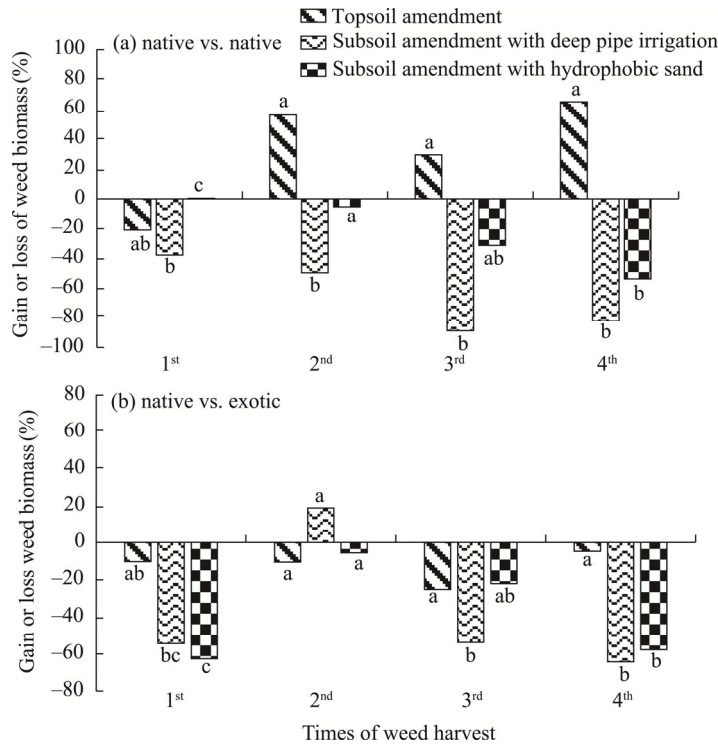 Topsoil amendment
Subsoil amendment with deep pipe irrigation
Subsoil amendment with hydrophobic sand
(a) native vs. native
Gain or loss of weed biomass (%)
100
80
60
40
20
0
−20
−40
−60
−80
−100
ab
b
c
a
b
a
a
b
ab
a
b
b
1st
2nd
3rd
4th
(b) native vs. exotic
Gain or loss weed biomass (%)
80
60
40
20
0
−20
−40
−60
−80
ab
bc
c
a
a
a
a
b
ab
a
b
b
1st
2nd
3rd
4th
Times of weed harvest